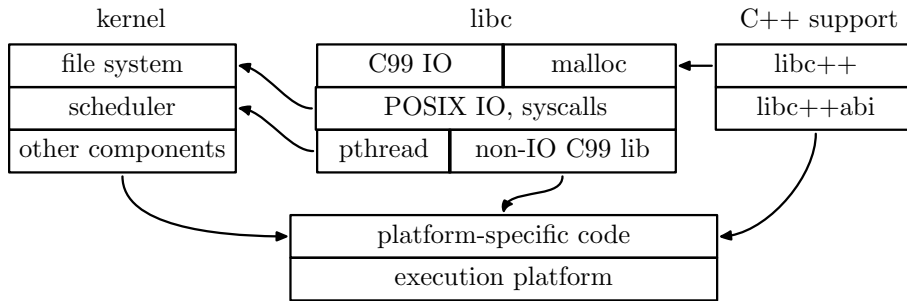 kernel
libc
C++ support
file system
C99 IO
malloc
libc++
scheduler
POSIX IO, syscalls
libc++abi
other components
pthread
non-IO C99 lib
platform-specific code
execution platform